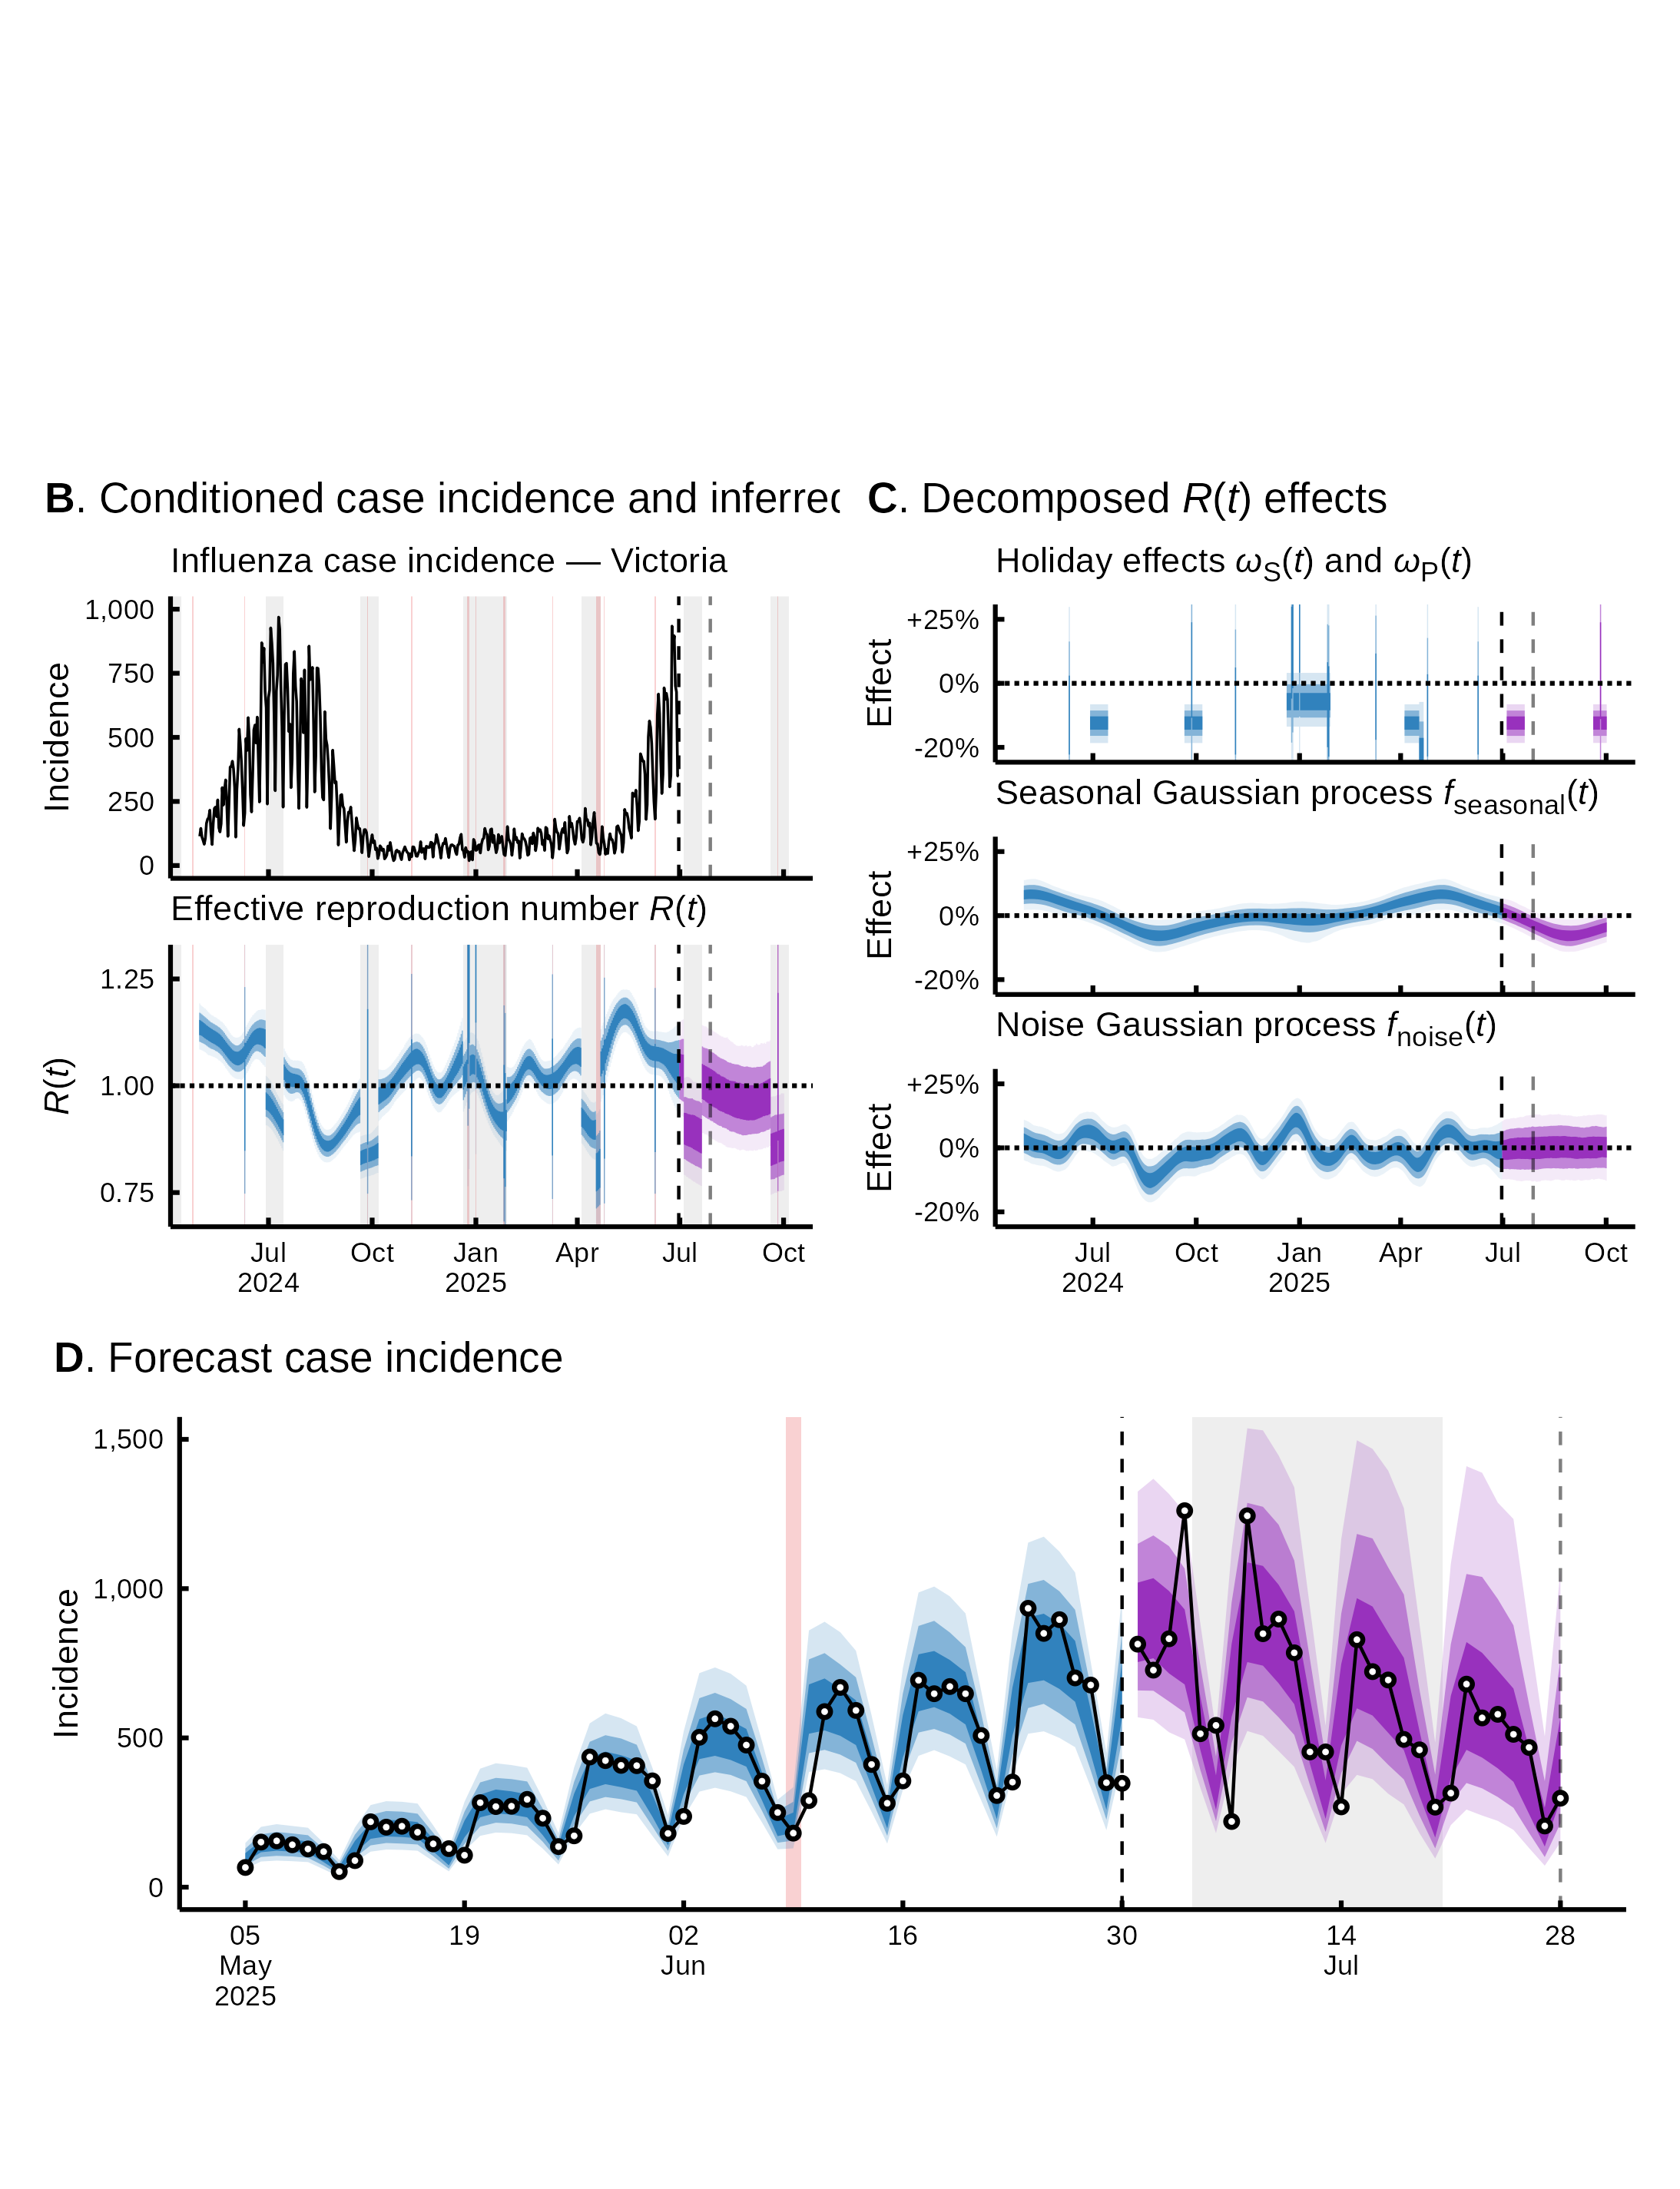 B. Conditioned case incidence and inferred
Influenza case incidence — Victoria
Incidence
1,000
750
500
250
0
Effective reproduction number R(t)
R(t)
1.25
1.00
0.75
Jul Oct Jan Apr Jul Oct
2024 2025
C. Decomposed R(t) effects
Holiday effects ωS(t) and ωP(t)
Effect
+25%
0%
-20%
Seasonal Gaussian process fseasonal(t)
Effect
+25%
0%
-20%
Noise Gaussian process fnoise(t)
Effect
+25%
0%
-20%
Jul Oct Jan Apr Jul Oct
2024 2025
D. Forecast case incidence
Incidence
1,500
1,000
500
0
05 19 02 16 30 14 28
May Jun Jul
2025